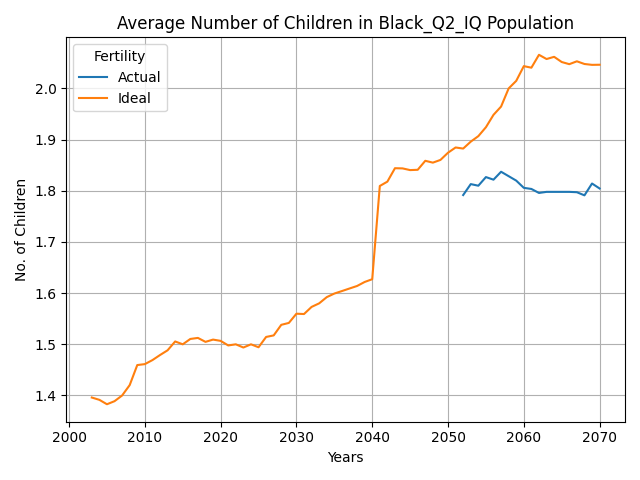 Average Number of Children in Black_Q2_IQ Population
Fertility
Actual
Ideal
No. of Children
2.0
1.9
1.8
1.7
1.6
1.5
1.4
2000
2010
2020
2030
2040
2050
2060
2070
Years